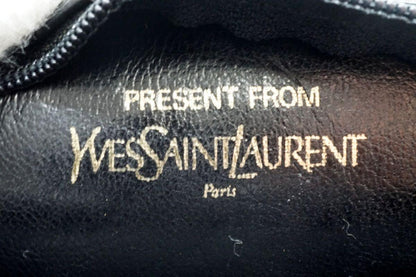 PRESENT FROM
YVESSAINTLAURENT
Paris